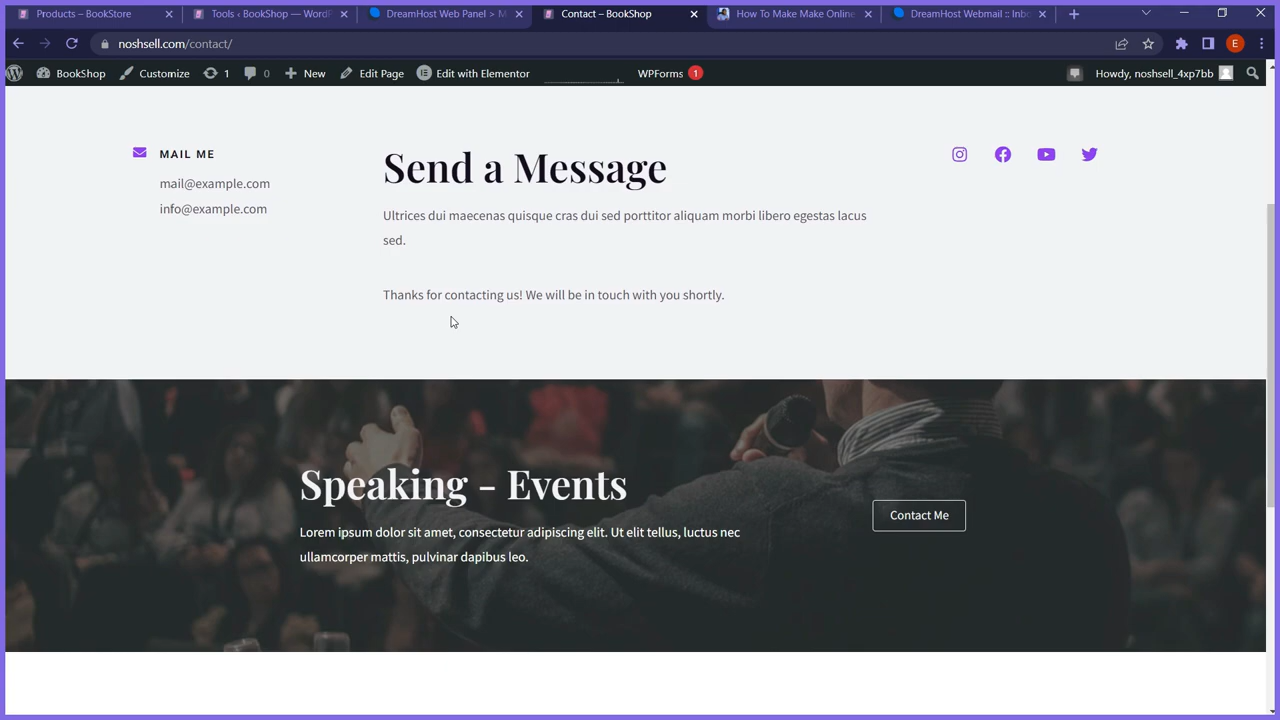 Products – BookStore
Tools ‹ BookShop — WordP
DreamHost Web Panel > M
Contact – BookShop
How To Make Make Online
DreamHost Webmail :: Inbo
noshsell.com/contact/
E
BookShop
Customize
1
0
New
Edit Page
Edit with Elementor
WPForms
1
Howdy, noshsell_4xp7bb
MAIL ME
mail@example.com
info@example.com
Send a Message
Ultrices dui maecenas quisque cras dui sed porttitor aliquam morbi libero egestas lacus
sed.
Thanks for contacting us! We will be in touch with you shortly.
Speaking – Events
Lorem ipsum dolor sit amet, consectetur adipiscing elit. Ut elit tellus, luctus nec
ullamcorper mattis, pulvinar dapibus leo.
Contact Me